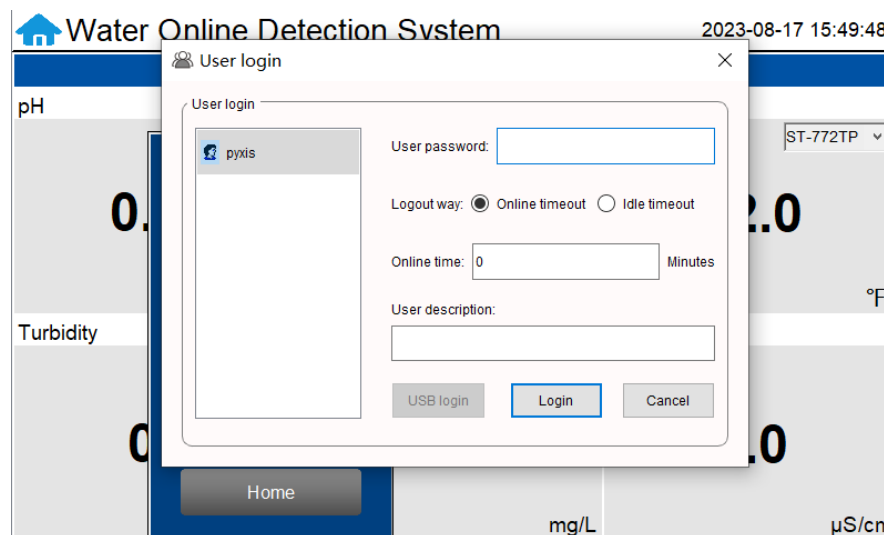 Water Online Detection System
2023-08-17 15:49:48
User login
pH
User login
ST-772TP
pyxis
User password:
Logout way: Online timeout Idle timeout
0. 2.0
Online time: 0 Minutes
°F
User description:
Turbidity
USB login Login Cancel
0 .0
Home
mg/L
µS/cm